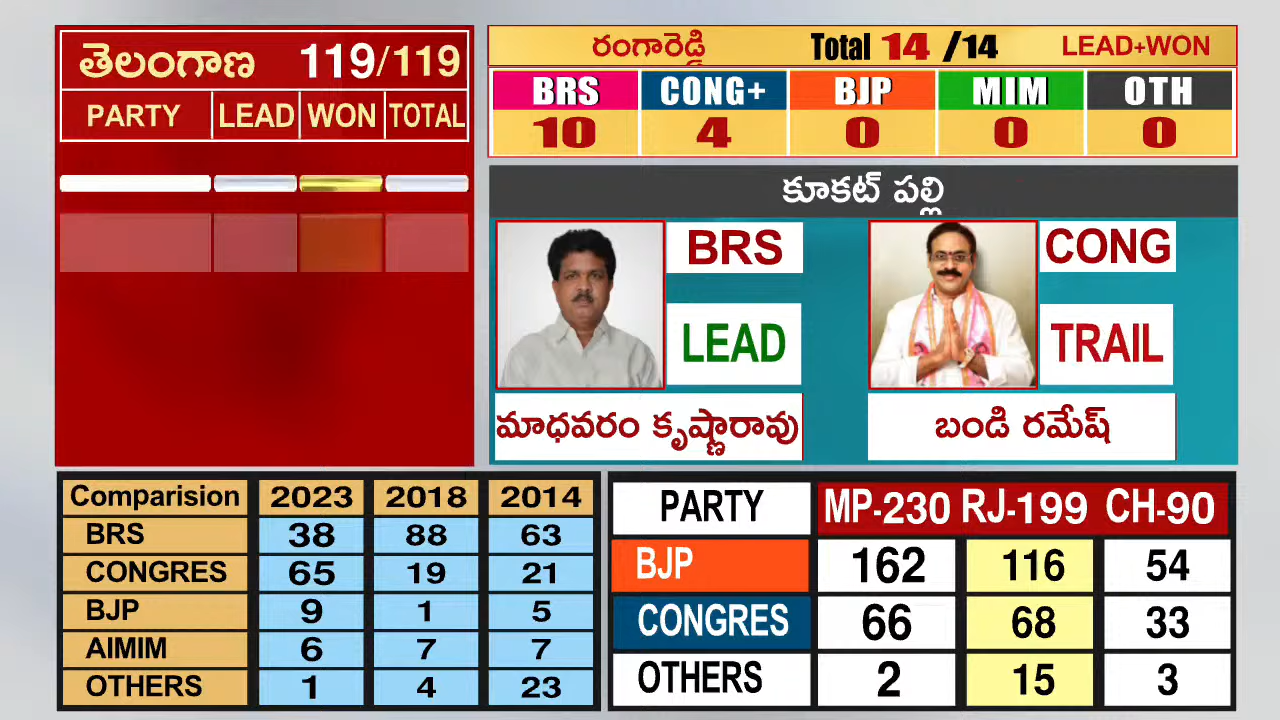 తెలంగాణ 119/119
PARTY LEAD WON TOTAL
రంగారెడ్డి Total 14 /14 LEAD+WON
BRS CONG+ BJP MIM OTH
10 4 0 0 0
కూకట్ పల్లి
BRS CONG
LEAD TRAIL
మాధవరం కృష్ణారావు బండి రమేష్
Comparision 2023 2018 2014
BRS 38 88 63
CONGRES 65 19 21
BJP 9 1 5
AIMIM 6 7 7
OTHERS 1 4 23
PARTY MP-230 RJ-199 CH-90
BJP 162 116 54
CONGRES 66 68 33
OTHERS 2 15 3